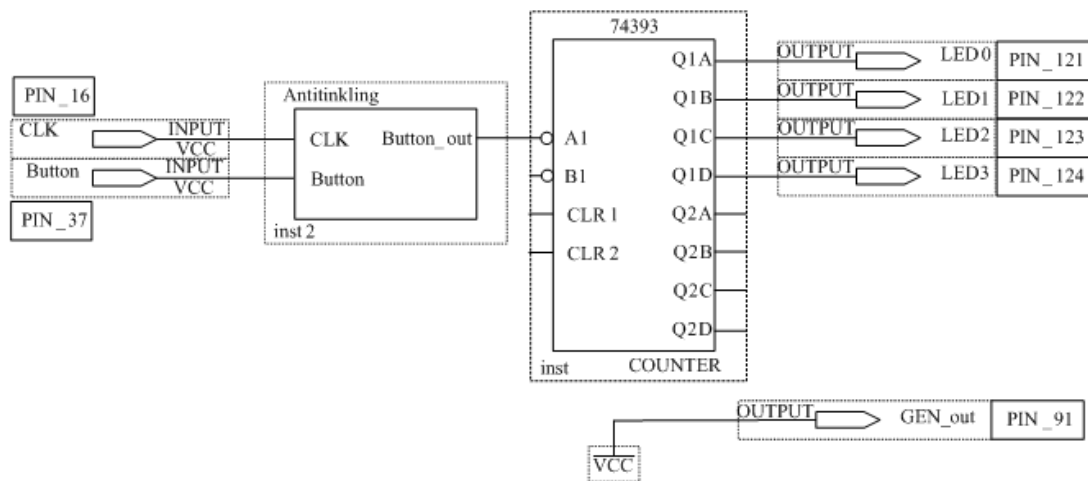 74393
PIN_16
Antitinkling
CLK
INPUT
VCC
Button
INPUT
VCC
PIN_37
CLK
Button_out
Button
inst 2
A1
B1
CLR 1
CLR 2
Q1A
Q1B
Q1C
Q1D
Q2A
Q2B
Q2C
Q2D
inst
COUNTER
OUTPUT
LED0
PIN_121
OUTPUT
LED1
PIN_122
OUTPUT
LED2
PIN_123
OUTPUT
LED3
PIN_124
VCC
OUTPUT
GEN_out
PIN_91